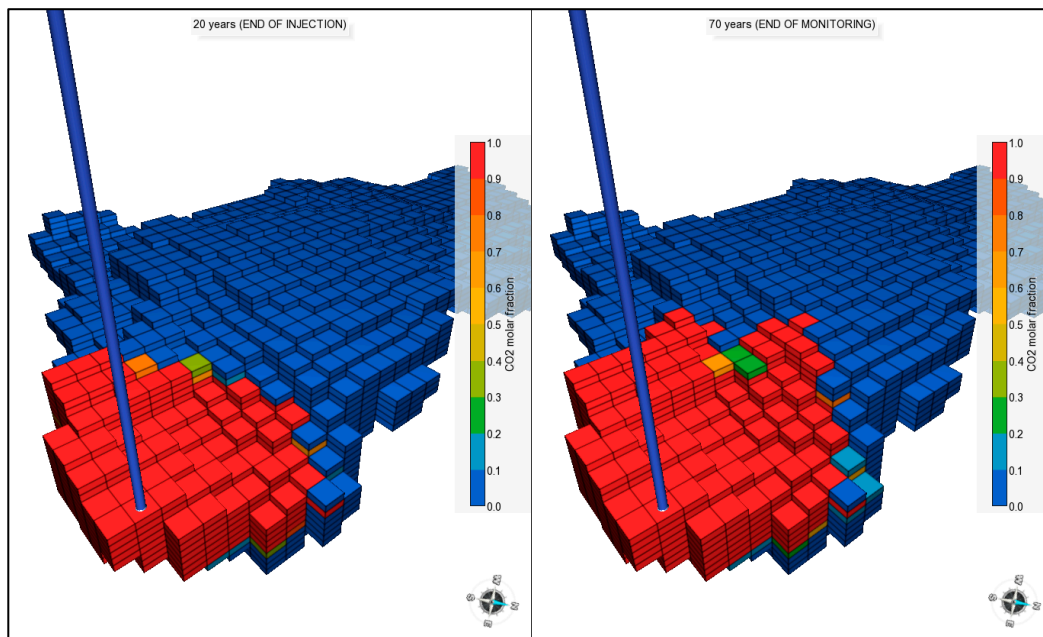 20 years (END OF INJECTION)
1.0
0.9
0.8
0.7
0.6
0.5
0.4
0.3
0.2
0.1
0.0
CO2 molar fraction
W
S
N
E
70 years (END OF MONITORING)
1.0
0.9
0.8
0.7
0.6
0.5
0.4
0.3
0.2
0.1
0.0
CO2 molar fraction
W
S
N
E